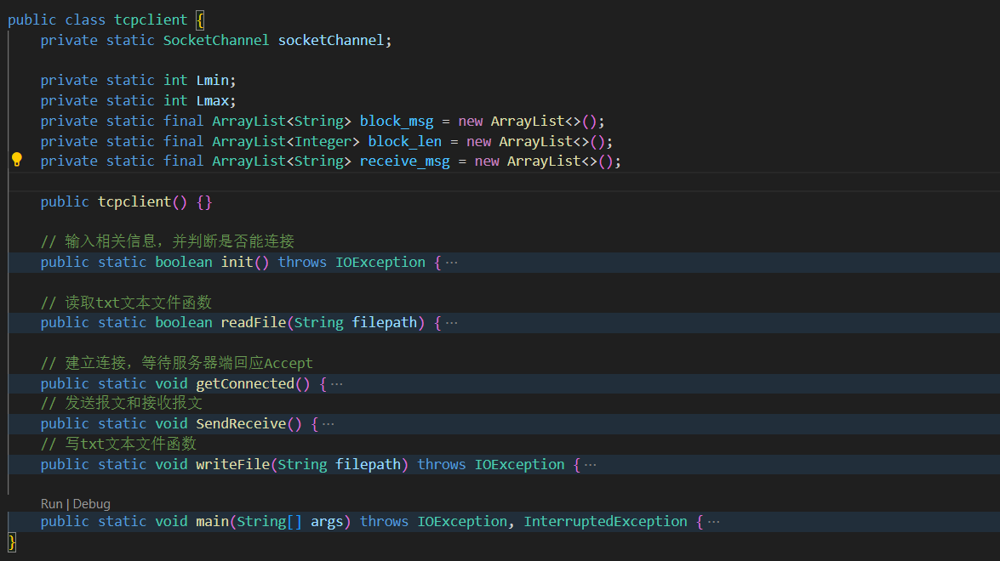 public class tcpclient {
private static SocketChannel socketChannel;
private static int Lmin;
private static int Lmax;
private static final ArrayList<String> block_msg = new ArrayList<>();
private static final ArrayList<Integer> block_len = new ArrayList<>();
private static final ArrayList<String> receive_msg = new ArrayList<>();
public tcpclient() {}
// 输入相关信息，并判断是否能连接
public static boolean init() throws IOException { ···
// 读取txt文本文件函数
public static boolean readFile(String filepath) { ···
// 建立连接，等待服务器端回应Accept
public static void getConnected() { ···
// 发送报文和接收报文
public static void SendReceive() { ···
// 写txt文本文件函数
public static void writeFile(String filepath) throws IOException { ···
Run | Debug
public static void main(String[] args) throws IOException, InterruptedException { ···
}